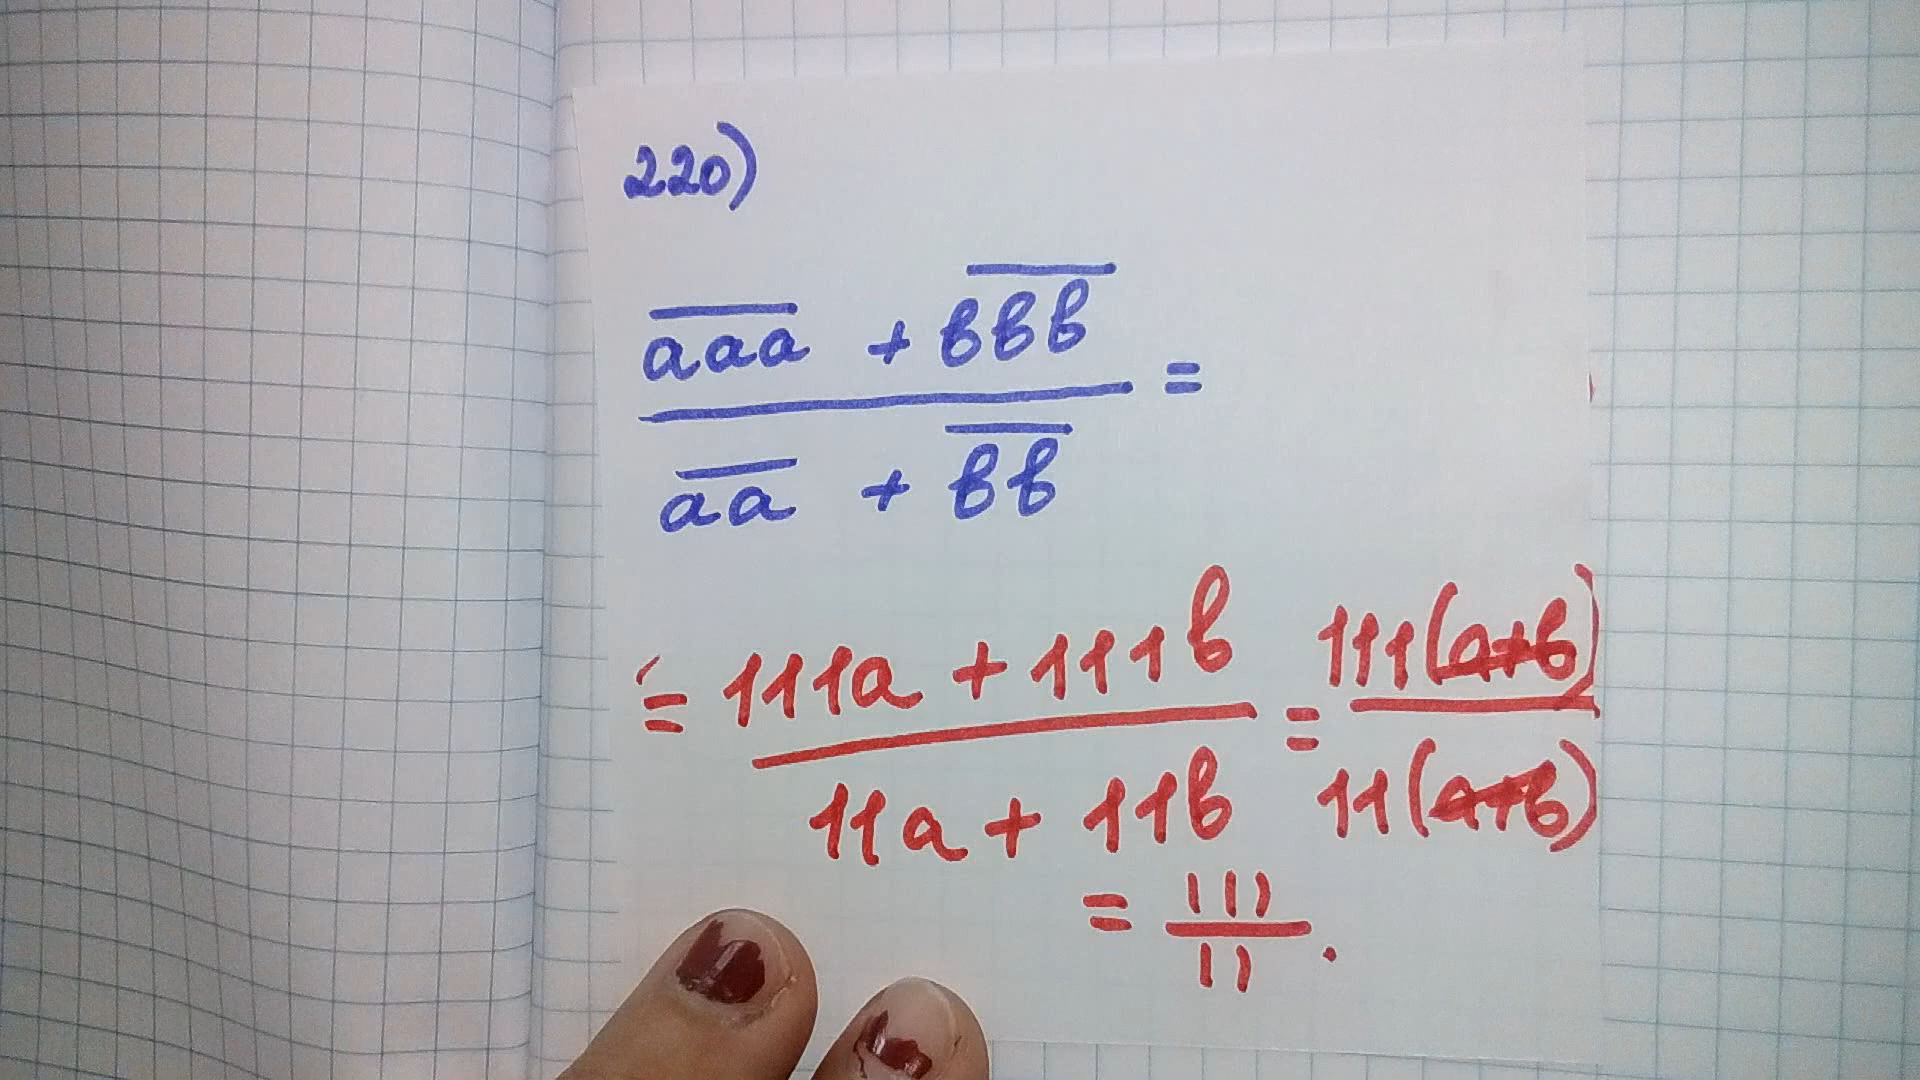 220)
aaa + bbb =
aa + bb
= 111a + 111b = 111(a+b)
11a + 11b 11(a+b)
= 111
11.